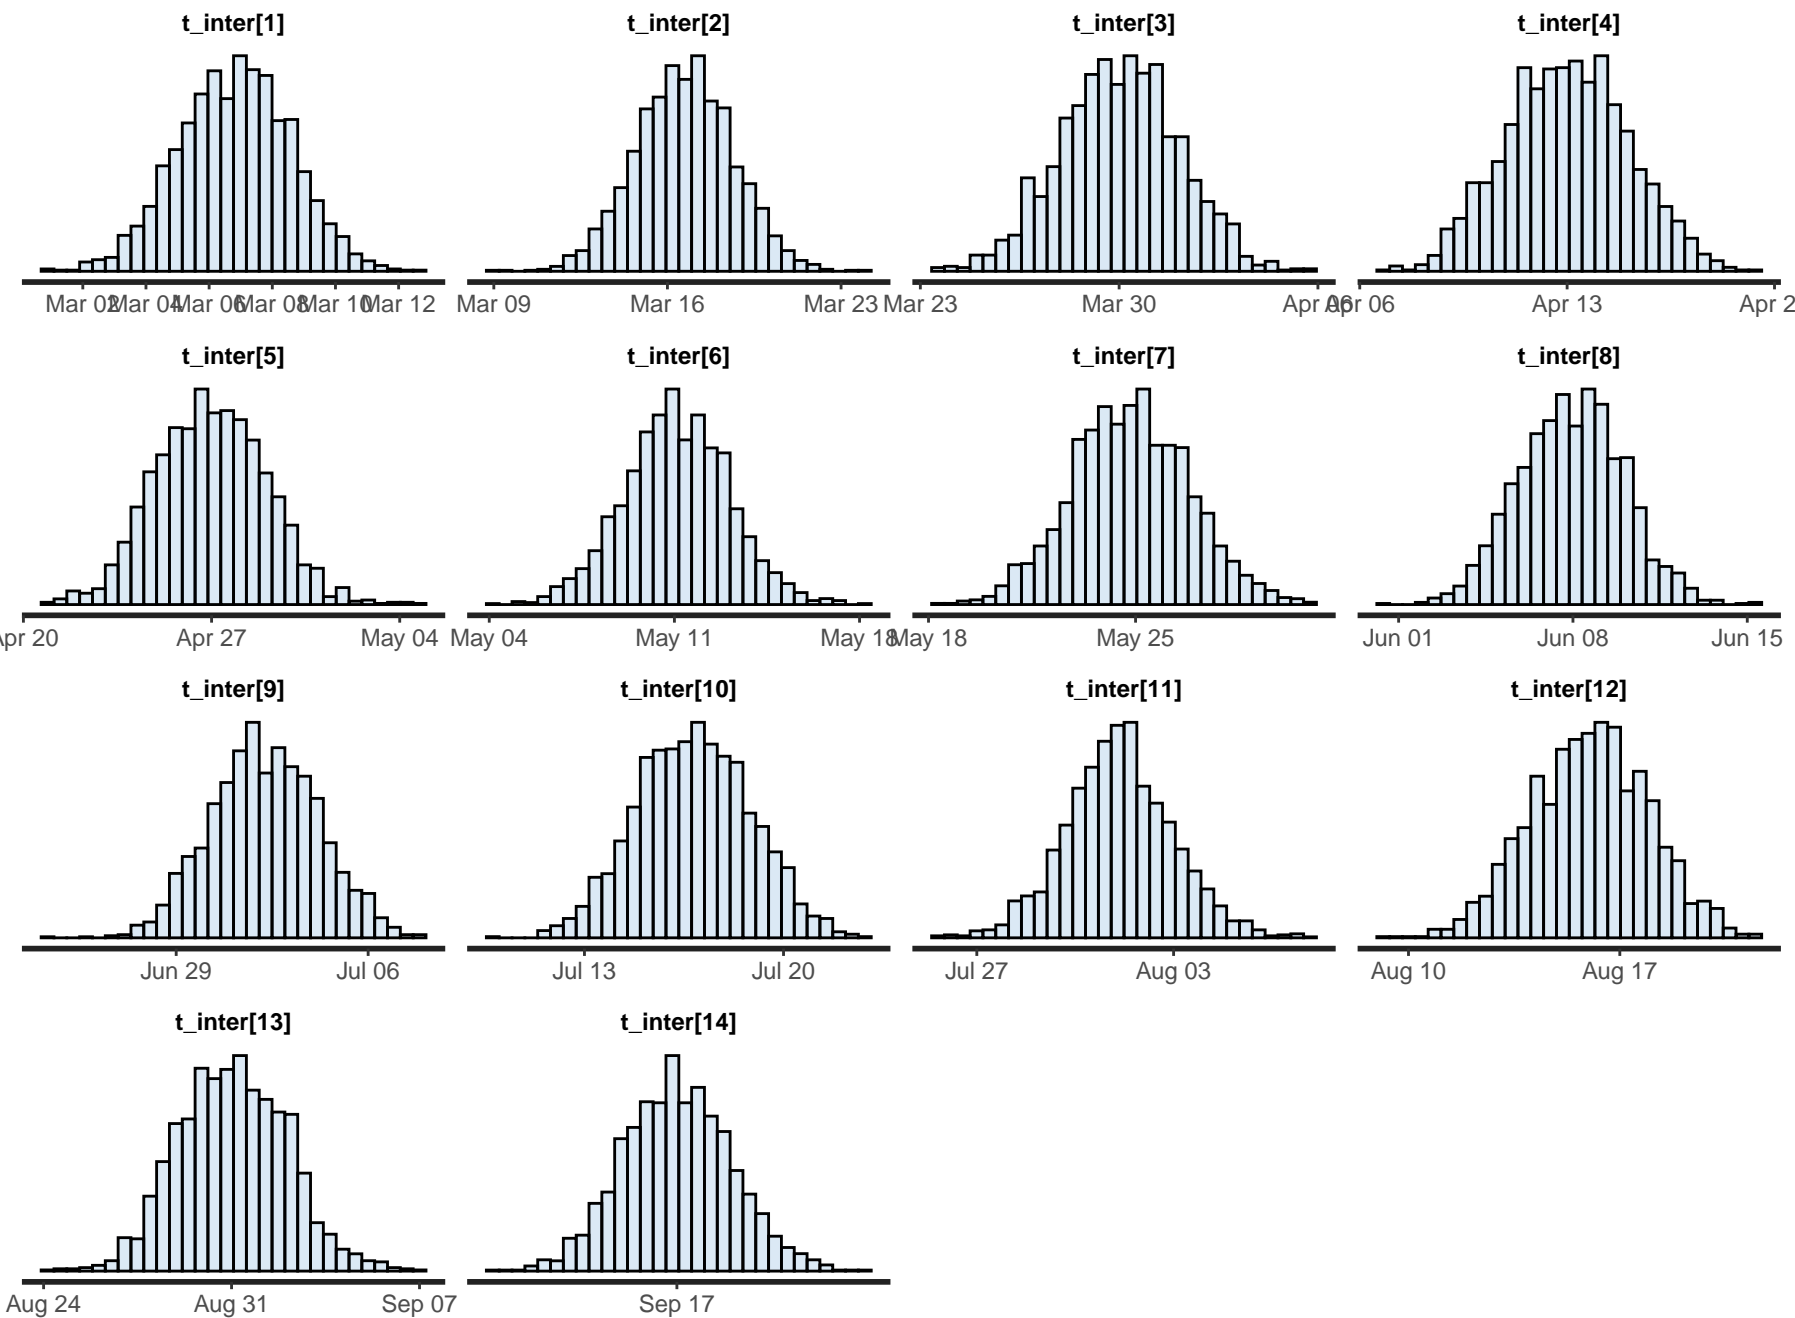 t_inter[1] t_inter[2] t_inter[3] t_inter[4]
Mar 02 Mar 04 Mar 06 Mar 08 Mar 10 Mar 12 Mar 09 Mar 16 Mar 23 Mar 23 Mar 30 Apr 06 Apr 06 Apr 13 Apr 2
t_inter[5] t_inter[6] t_inter[7] t_inter[8]
Apr 20 Apr 27 May 04 May 04 May 11 May 18 May 18 May 25 Jun 01 Jun 08 Jun 15
t_inter[9] t_inter[10] t_inter[11] t_inter[12]
Jun 29 Jul 06 Jul 13 Jul 20 Jul 27 Aug 03 Aug 10 Aug 17
t_inter[13] t_inter[14]
Aug 24 Aug 31 Sep 07 Sep 17